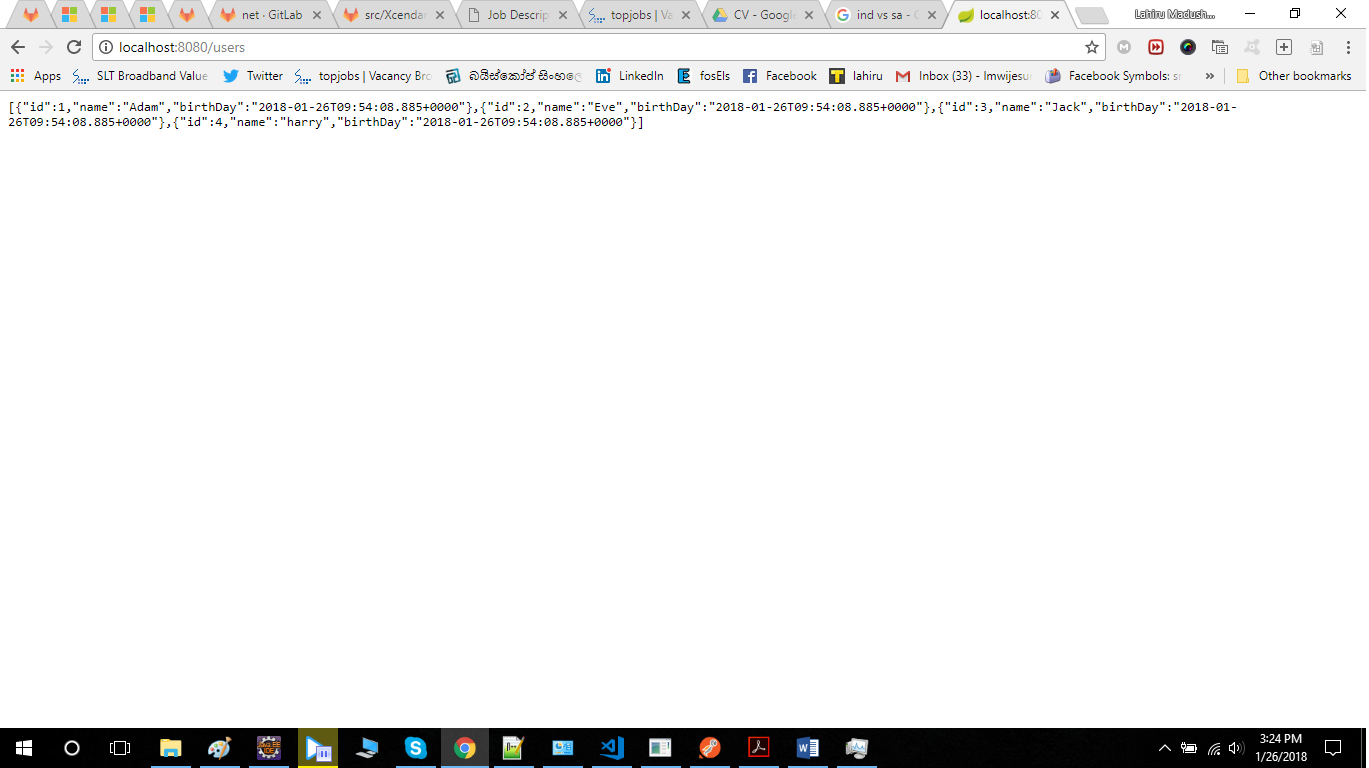 net · GitLab
src/Xcendar
Job Descrip
topjobs | Va
CV - Google
ind vs sa - G
localhost:80
Lahiru Madush...
localhost:8080/users
Apps
SLT Broadband Value
Twitter
topjobs | Vacancy Bro
බයිස්කෝප් සිංහලෙ
LinkedIn
fosEls
Facebook
lahiru
Inbox (33) - lmwijesu
Facebook Symbols: sm
»
Other bookmarks
[{"id":1,"name":"Adam","birthDay":"2018-01-26T09:54:08.885+0000"},{"id":2,"name":"Eve","birthDay":"2018-01-26T09:54:08.885+0000"},{"id":3,"name":"Jack","birthDay":"2018-01-
26T09:54:08.885+0000"},{"id":4,"name":"harry","birthDay":"2018-01-26T09:54:08.885+0000"}]
3:24 PM
1/26/2018